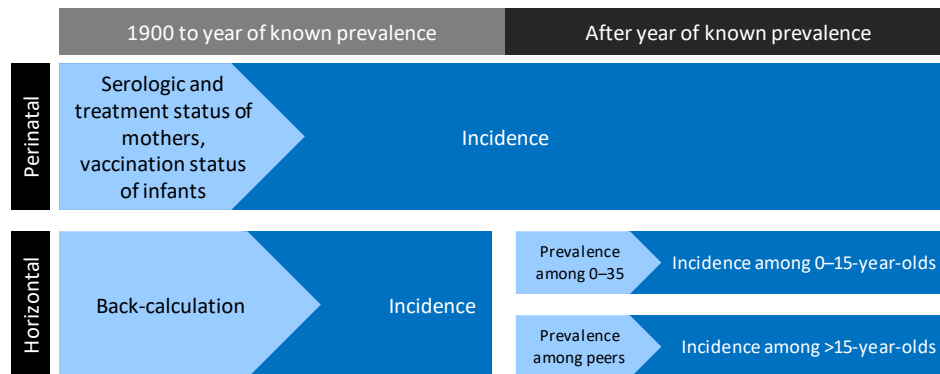 1900 to year of known prevalence
After year of known prevalence
Perinatal
Serologic and
treatment status of
mothers,
vaccination status
of infants
Incidence
Horizontal
Back-calculation
Incidence
Prevalence
among 0–35
Incidence among 0–15-year-olds
Prevalence
among peers
Incidence among >15-year-olds